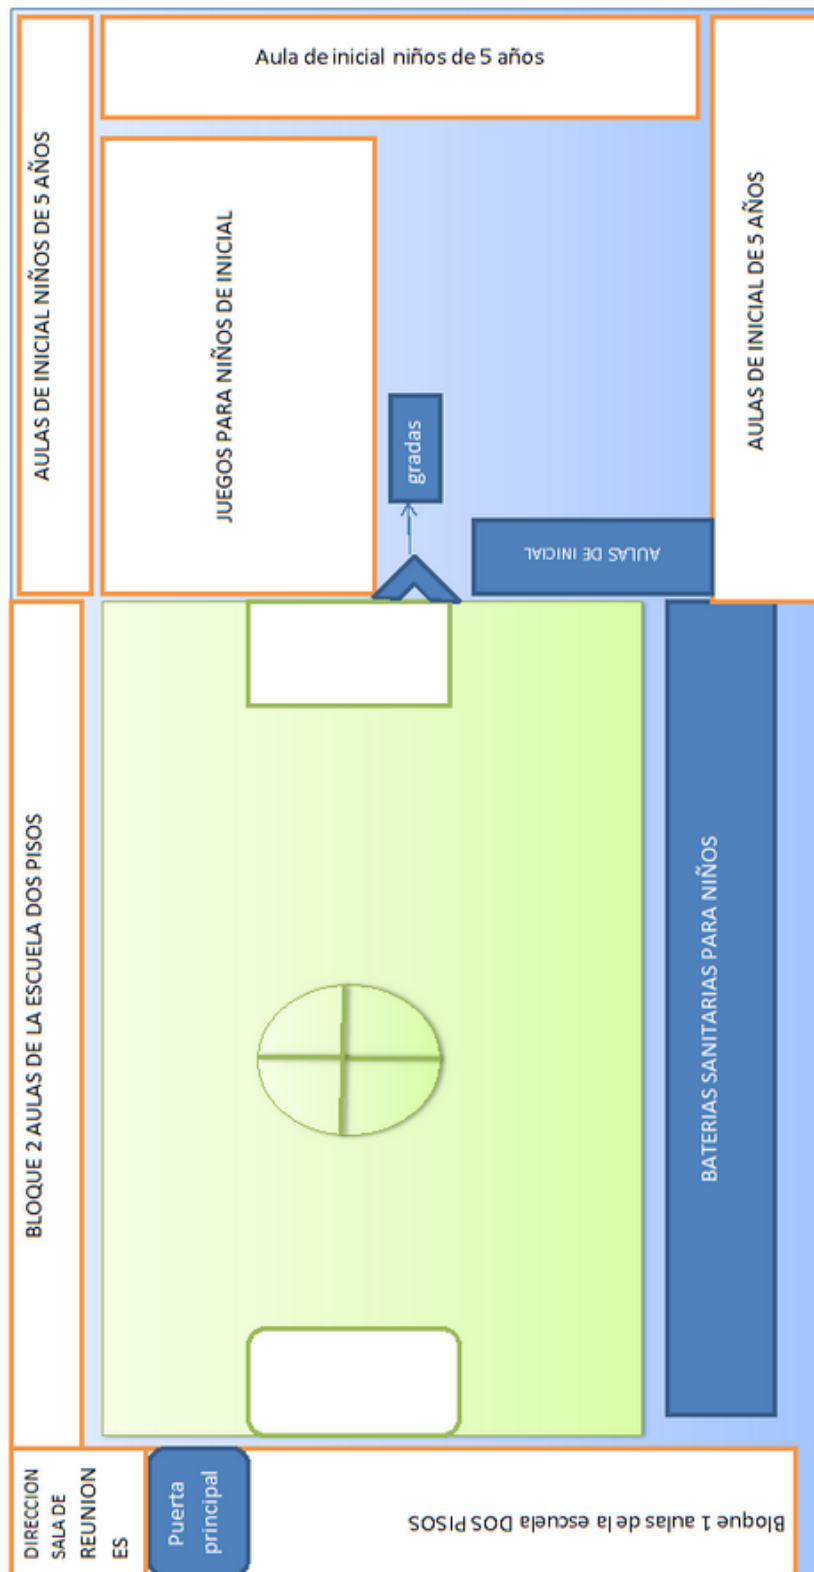 Aula de inicial niños de 5 años
AULAS DE INICIAL NIÑOS DE 5 AÑOS
JUEGOS PARA NIÑOS DE INICIAL
AULAS DE INICIAL DE 5 AÑOS
gradas
AULAS DE INICIAL
BLOQUE 2 AULAS DE LA ESCUELA DOS PISOS
BATERIAS SANITARIAS PARA NIÑOS
DIRECCION
SALA DE
REUNION
ES
Puerta
principal
Bloque 1 aulas de la escuela DOS PISOS